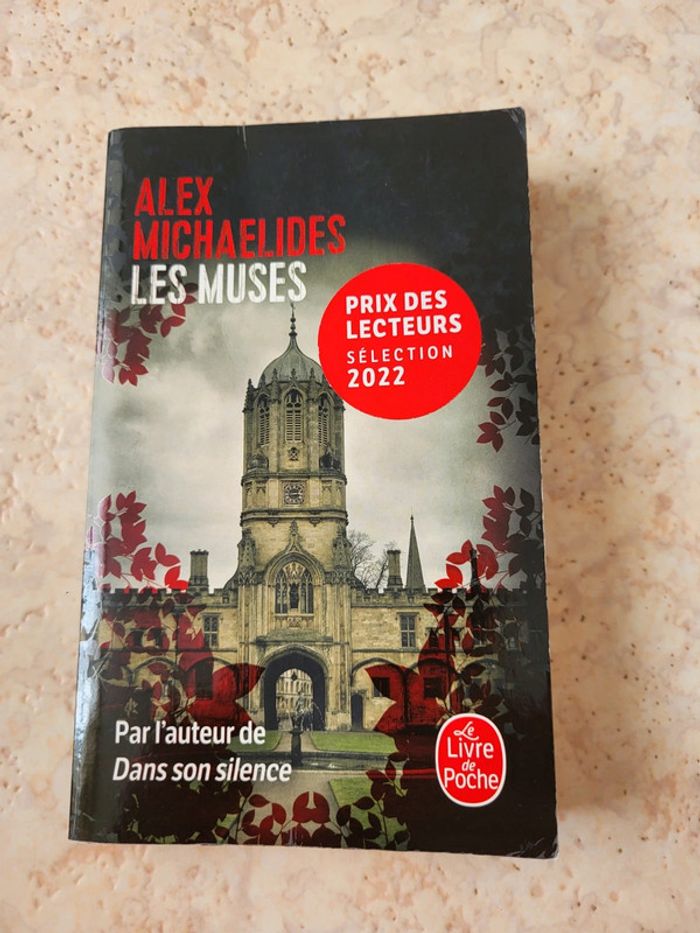 ALEX
MICHAELIDES
LES MUSES
PRIX DES
LECTEURS
SÉLECTION
2022
Par l'auteur de
Dans son silence
Le
Livre
de
Poche